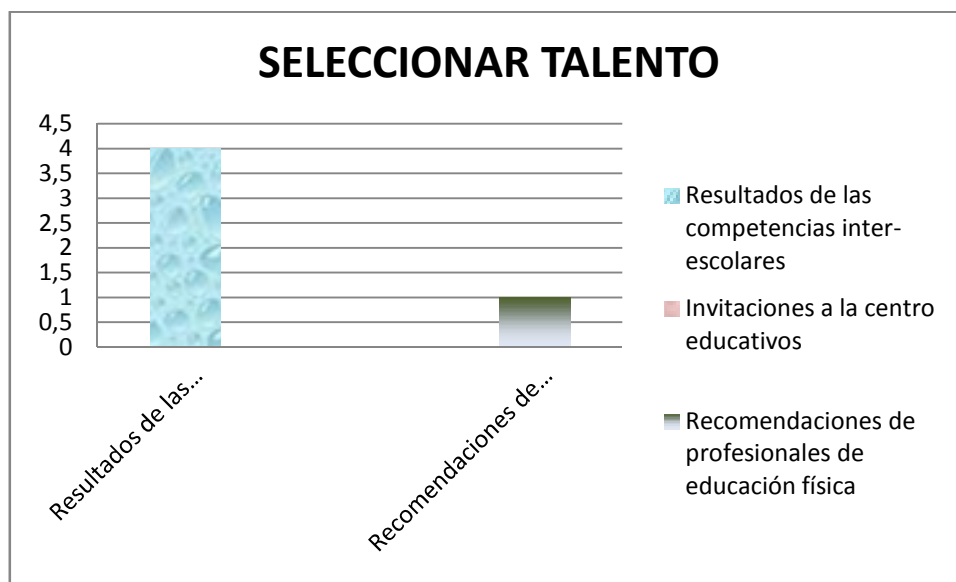 SELECCIONAR TALENTO
4,5
4
3,5
3
2,5
2
1,5
1
0,5
0
Resultados de las...
Recomendaciones de...
Resultados de las
competencias inter-
escolares
Invitaciones a la centro
educativos
Recomendaciones de
profesionales de
educación física